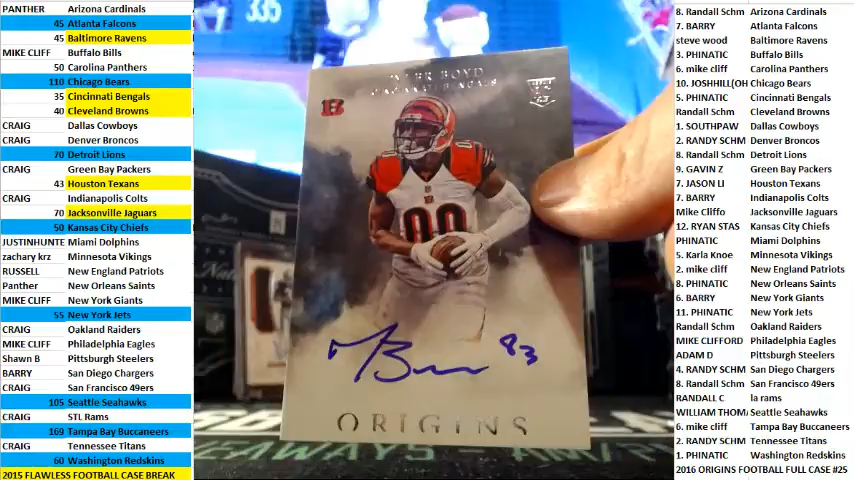 PANTHER Arizona Cardinals
45 Atlanta Falcons
45 Baltimore Ravens
MIKE CLIFF Buffalo Bills
50 Carolina Panthers
110 Chicago Bears
35 Cincinnati Bengals
40 Cleveland Browns
CRAIG Dallas Cowboys
CRAIG Denver Broncos
70 Detroit Lions
CRAIG Green Bay Packers
43 Houston Texans
CRAIG Indianapolis Colts
70 Jacksonville Jaguars
50 Kansas City Chiefs
JUSTINHUNTE Miami Dolphins
zachary krz Minnesota Vikings
RUSSELL New England Patriots
Panther New Orleans Saints
MIKE CLIFF New York Giants
55 New York Jets
CRAIG Oakland Raiders
MIKE CLIFF Philadelphia Eagles
Shawn B Pittsburgh Steelers
BARRY San Diego Chargers
CRAIG San Francisco 49ers
105 Seattle Seahawks
CRAIG STL Rams
169 Tampa Bay Buccaneers
CRAIG Tennessee Titans
60 Washington Redskins
2015 FLAWLESS FOOTBALL CASE BREAK
335
TYLER BOYD
CINCINNATI BENGALS
B
00
00
83
ORIGINS
8. Randall Schm Arizona Cardinals
7. BARRY Atlanta Falcons
steve wood Baltimore Ravens
3. PHINATIC Buffalo Bills
6. mike cliff Carolina Panthers
10. JOSHHILL(OH Chicago Bears
5. PHINATIC Cincinnati Bengals
Randall Schm Cleveland Browns
1. SOUTHPAW Dallas Cowboys
2. RANDY SCHM Denver Broncos
8. Randall Schm Detroit Lions
9. GAVIN Z Green Bay Packers
7. JASON LI Houston Texans
7. BARRY Indianapolis Colts
Mike Cliffo Jacksonville Jaguars
12. RYAN STAS Kansas City Chiefs
PHINATIC Miami Dolphins
5. Karla Knoe Minnesota Vikings
2. mike cliff New England Patriots
8. PHINATIC New Orleans Saints
6. BARRY New York Giants
11. PHINATIC New York Jets
Randall Schm Oakland Raiders
MIKE CLIFFORD Philadelphia Eagles
ADAM D Pittsburgh Steelers
4. RANDY SCHM San Diego Chargers
8. Randall Schm San Francisco 49ers
RANDALL C la rams
WILLIAM THOMA Seattle Seahawks
6. mike cliff Tampa Bay Buccaneers
2. RANDY SCHM Tennessee Titans
1. PHINATIC Washington Redskins
2016 ORIGINS FOOTBALL FULL CASE #25